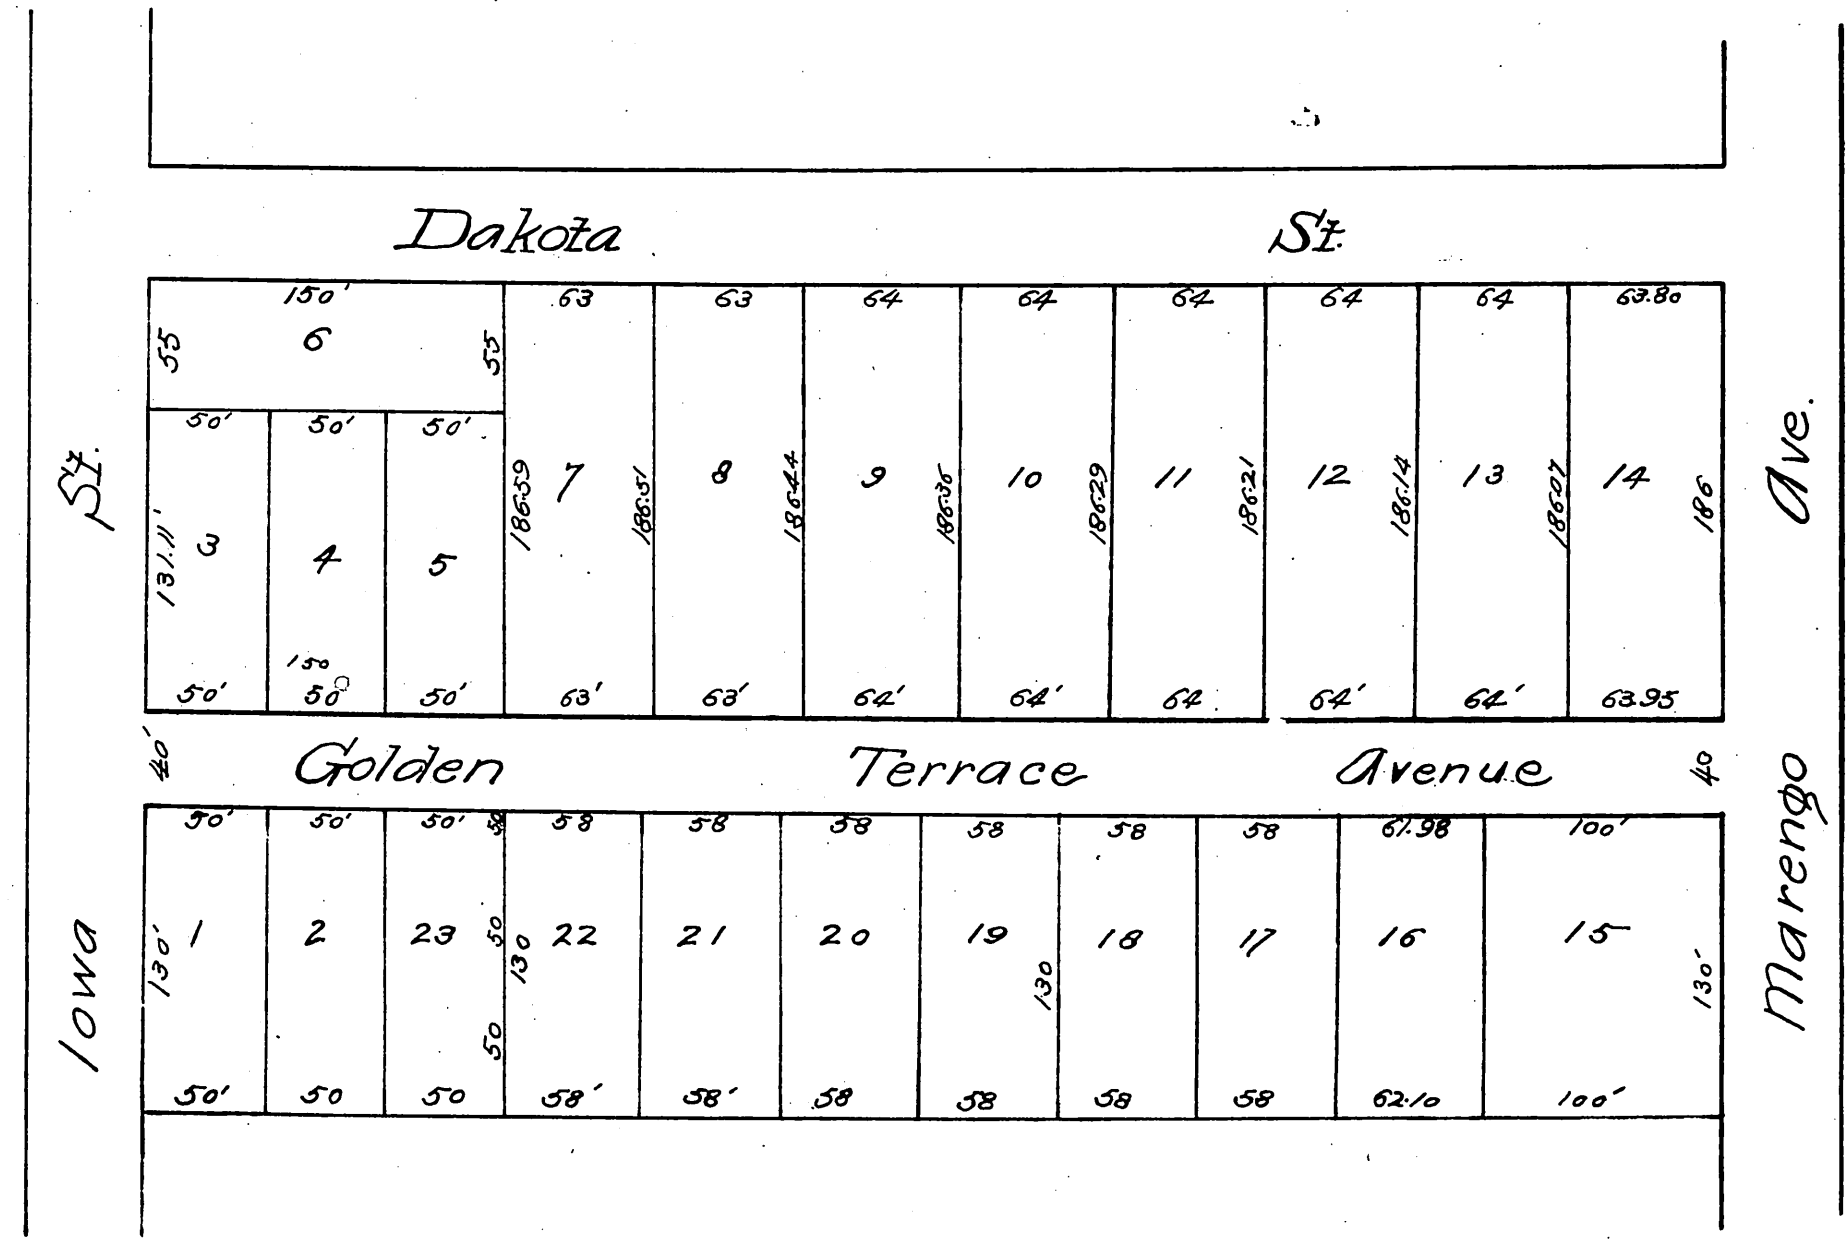 Dakota St.
150' 63 63 64 64 64 64 64 63.80
55 6 55
50' 50' 50'
131.11' 3 4 5 186.59 7 186.51 8 186.44 9 186.36 10 186.29 11 186.21 12 186.14 13 186.07 14 186
150
50' 50' 50' 63' 63' 64' 64' 64 64' 64' 63.95
40' Golden Terrace Avenue 40
50' 50' 50' 50 58 58 58 58 58 58 61.98 100'
130' 1 2 23 50 130 22 21 20 19 130 18 17 16 15 130'
50
50' 50 50 58' 58' 58 58 58 58 62.10 100'
Iowa St.
Marengo Ave.